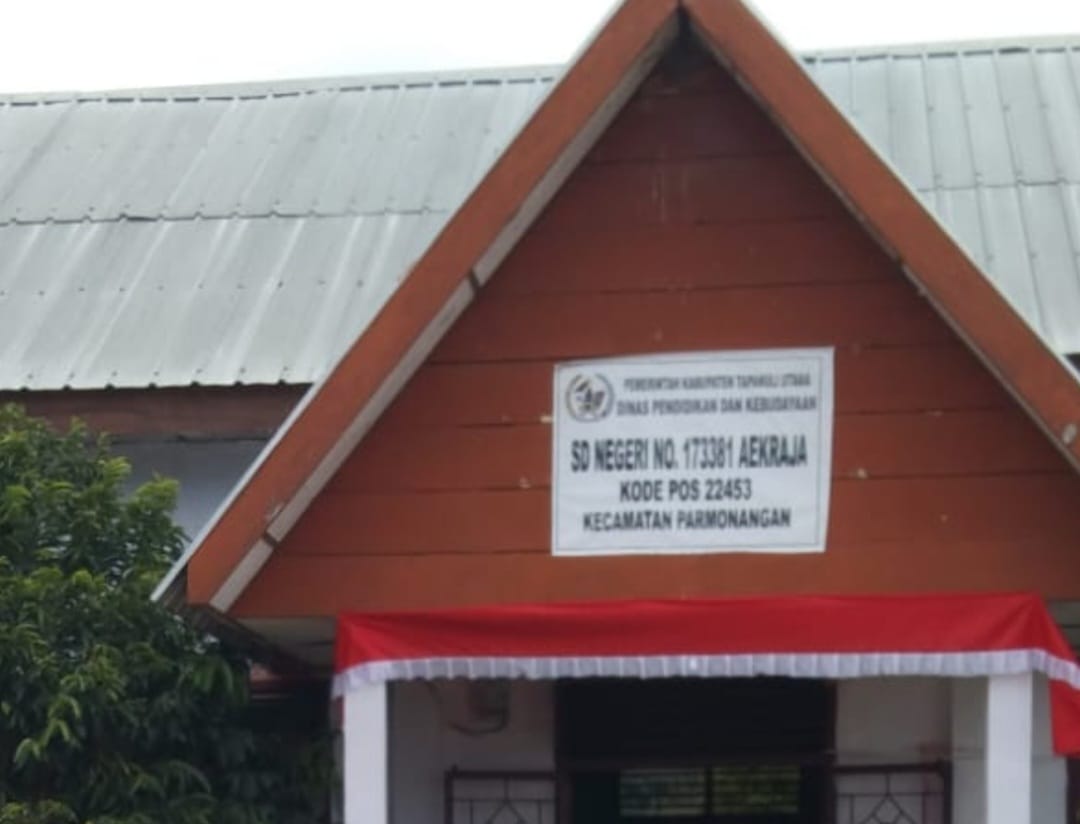 PEMERINTAH KABUPATEN TAPANULI UTARA
DINAS PENDIDIKAN DAN KEBUDAYAAN
SD NEGERI NO. 173381 AEKRAJA
KODE POS 22453
KECAMATAN PARMONANGAN